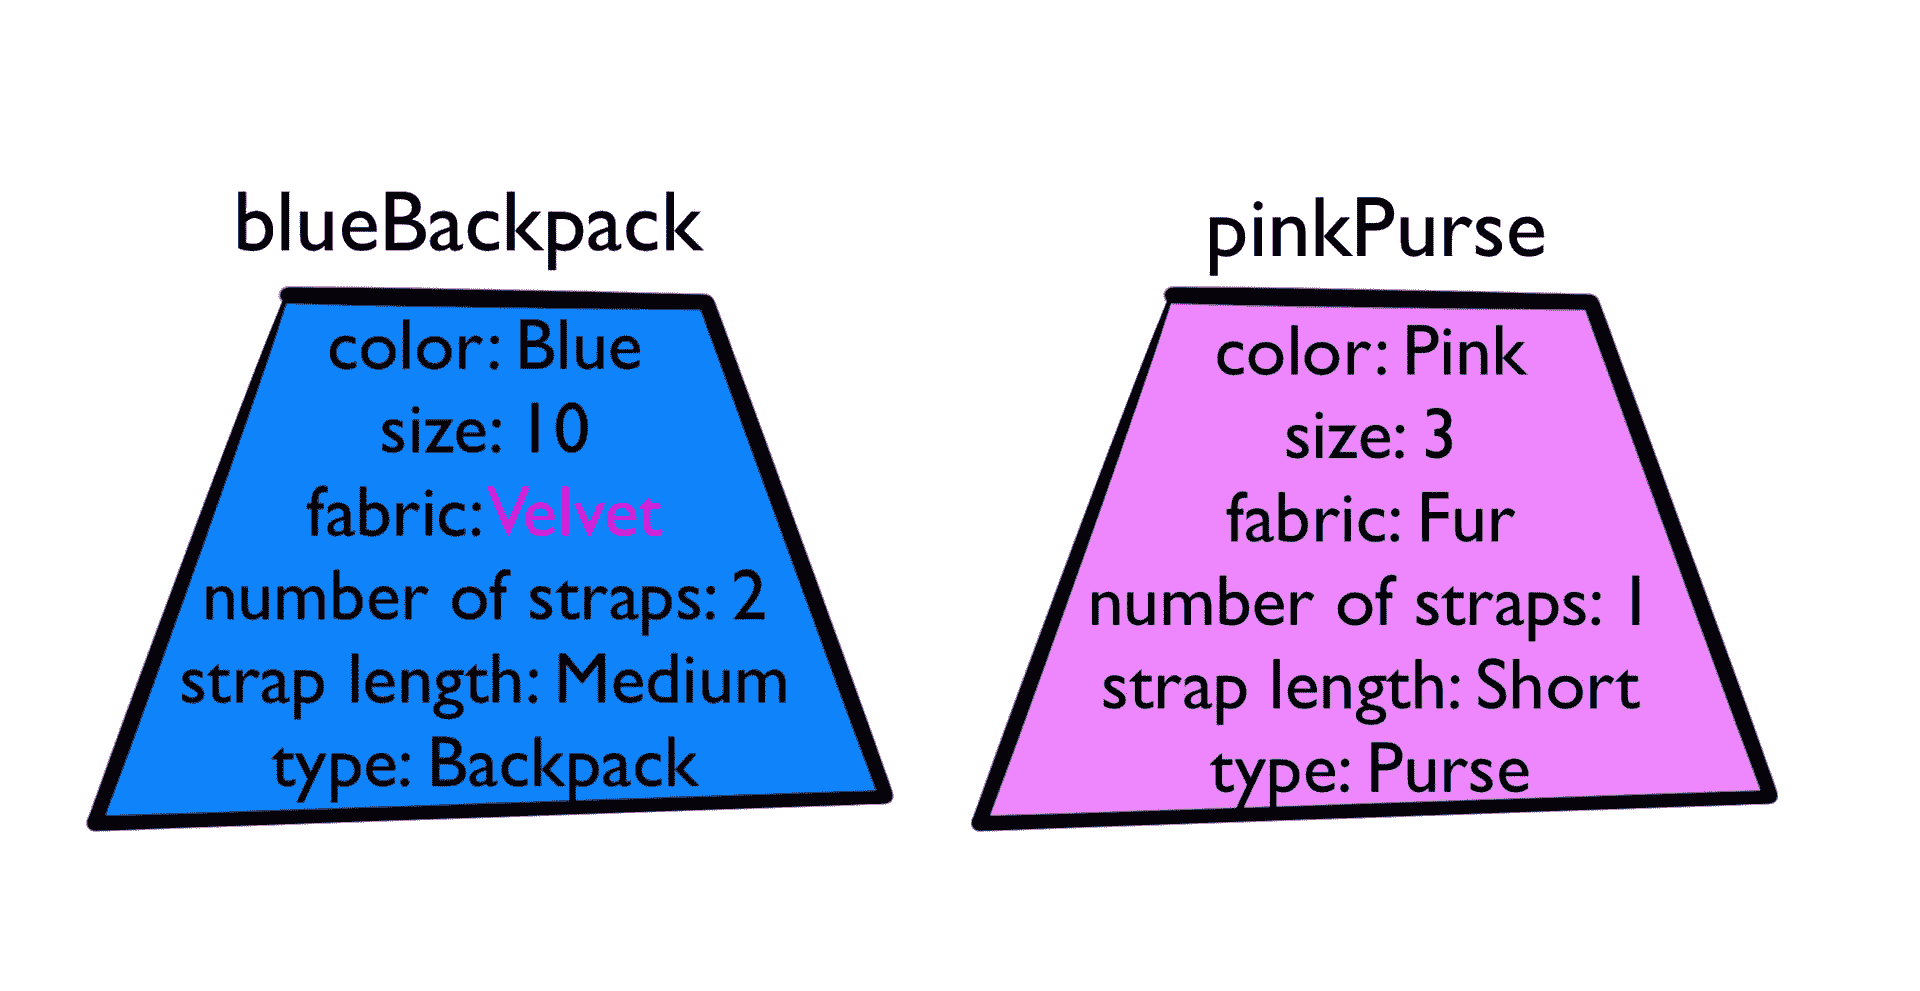 blueBackpack
color: Blue
size: 10
fabric: Velvet
number of straps: 2
strap length: Medium
type: Backpack
pinkPurse
color: Pink
size: 3
fabric: Fur
number of straps: 1
strap length: Short
type: Purse